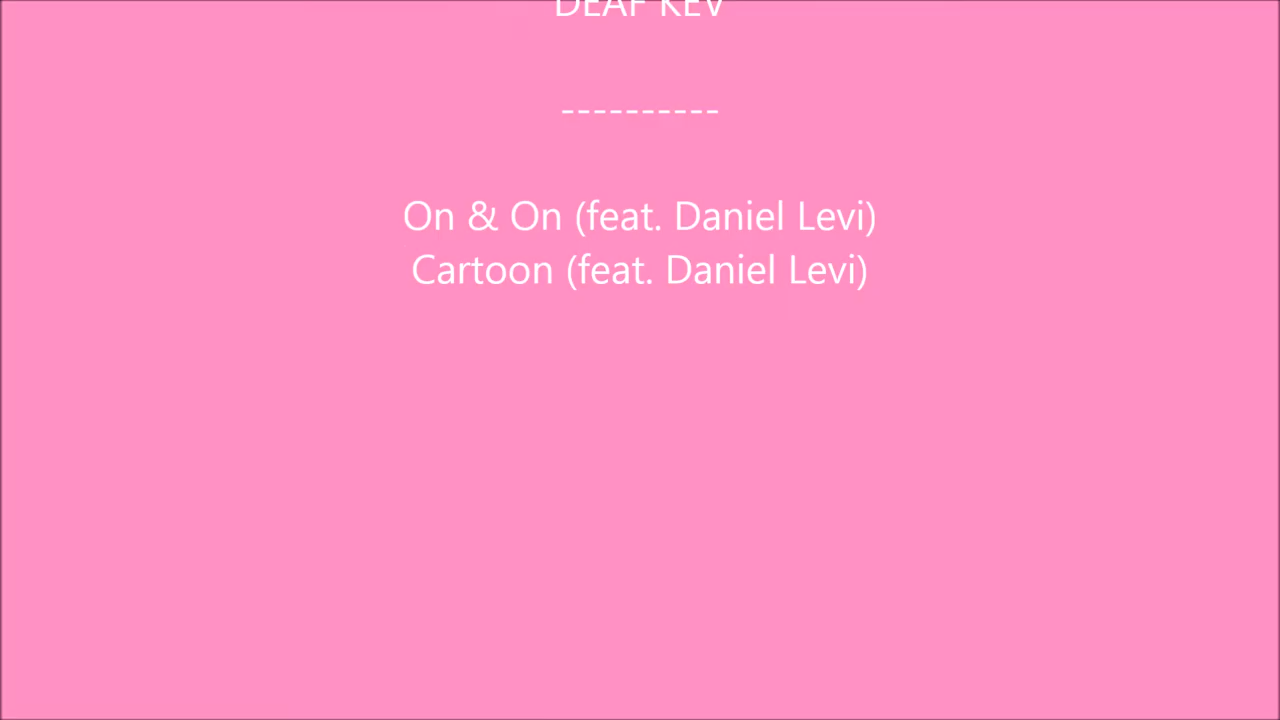 DEAF KEV
----------
On & On (feat. Daniel Levi)
Cartoon (feat. Daniel Levi)